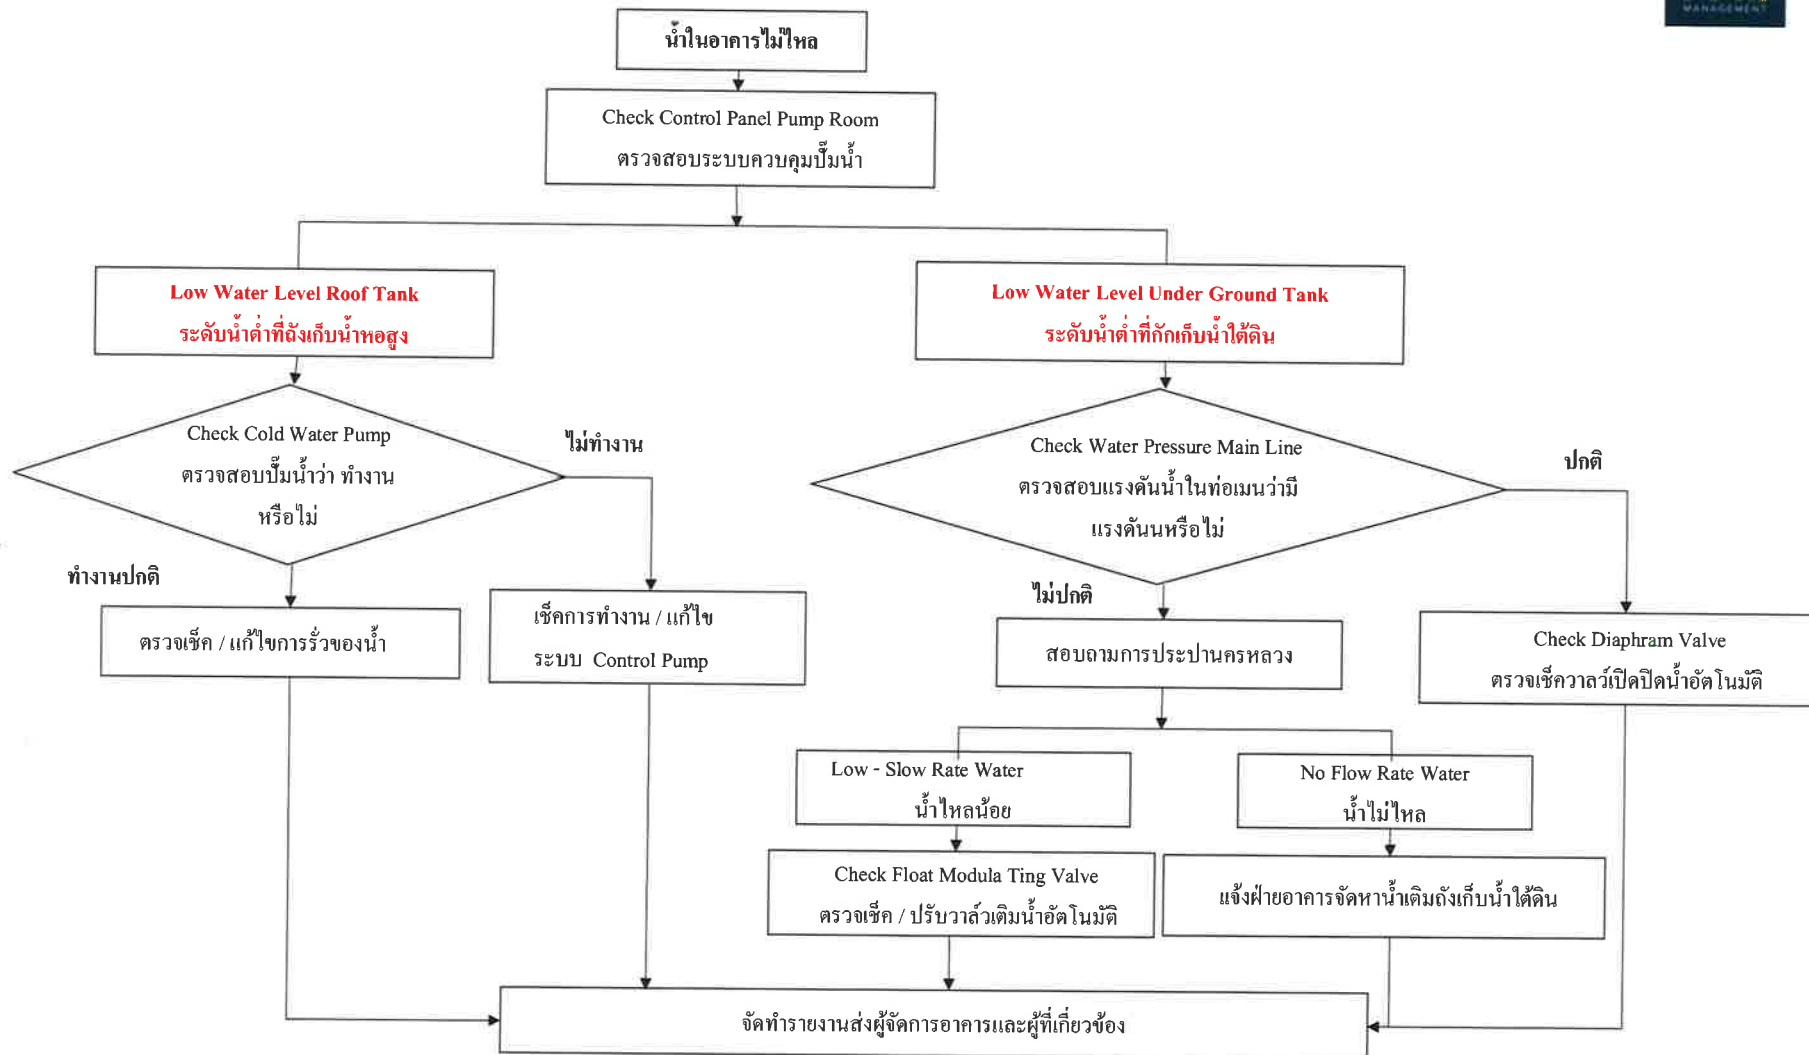 MANAGEMENT
น้ำในอาคารไม่ไหล
Check Control Panel Pump Room
ตรวจสอบระบบควบคุมปั๊มน้ำ
Low Water Level Roof Tank
ระดับน้ำต่ำที่ถังเก็บน้ำหอสูง
Low Water Level Under Ground Tank
ระดับน้ำต่ำที่กักเก็บน้ำใต้ดิน
Check Cold Water Pump
ตรวจสอบปั๊มน้ำว่า ทำงาน
หรือไม่
ไม่ทำงาน
ทำงานปกติ
Check Water Pressure Main Line
ตรวจสอบแรงดันน้ำในท่อเมนว่ามี
แรงดันนหรือไม่
ปกติ
ไม่ปกติ
ตรวจเช็ค / แก้ไขการรั่วของน้ำ
เช็คการทำงาน / แก้ไข
ระบบ Control Pump
สอบถามการประปานครหลวง
Check Diaphram Valve
ตรวจเช็ควาลว์เปิดปิดน้ำอัตโนมัติ
Low - Slow Rate Water
น้ำไหลน้อย
No Flow Rate Water
น้ำไม่ไหล
Check Float Modula Ting Valve
ตรวจเช็ค / ปรับวาล์วเติมน้ำอัตโนมัติ
แจ้งฝ่ายอาคารจัดหาน้ำเติมถังเก็บน้ำใต้ดิน
จัดทำรายงานส่งผู้จัดการอาคารและผู้ที่เกี่ยวข้อง